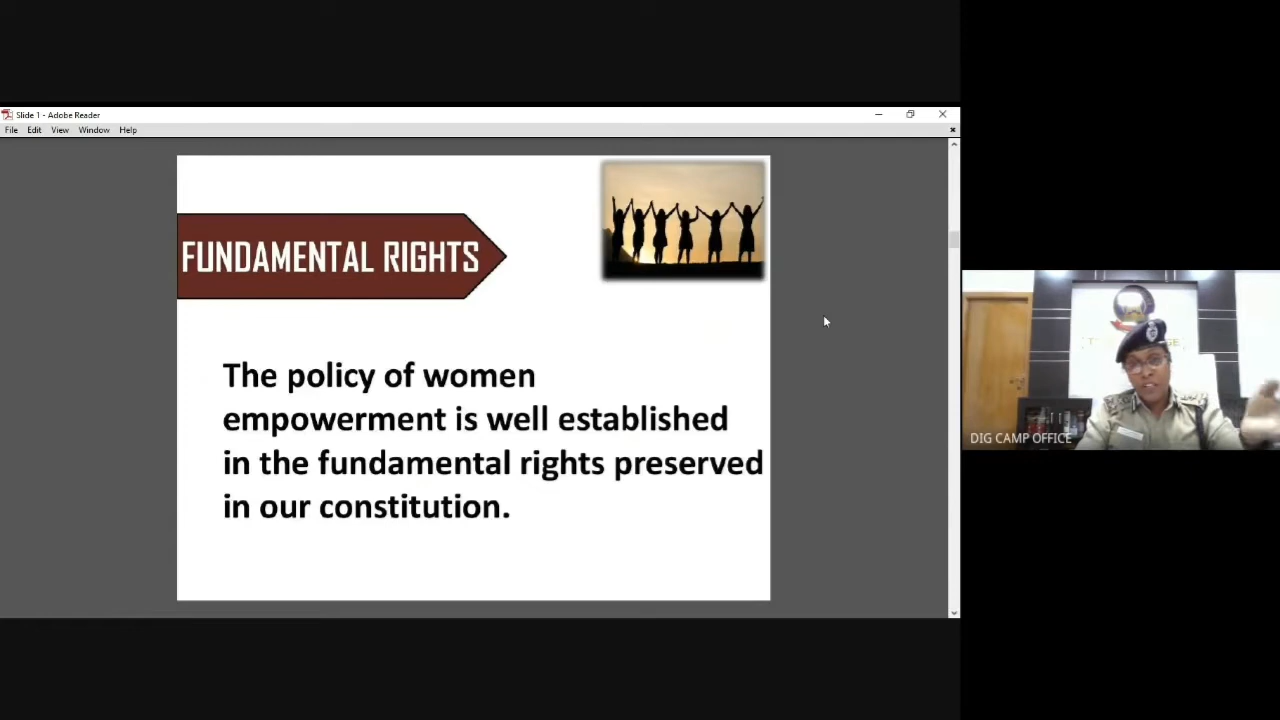 Slide 1 - Adobe Reader
File Edit View Window Help
FUNDAMENTAL RIGHTS
The policy of women
empowerment is well established
in the fundamental rights preserved
in our constitution.
DIG CAMP OFFICE